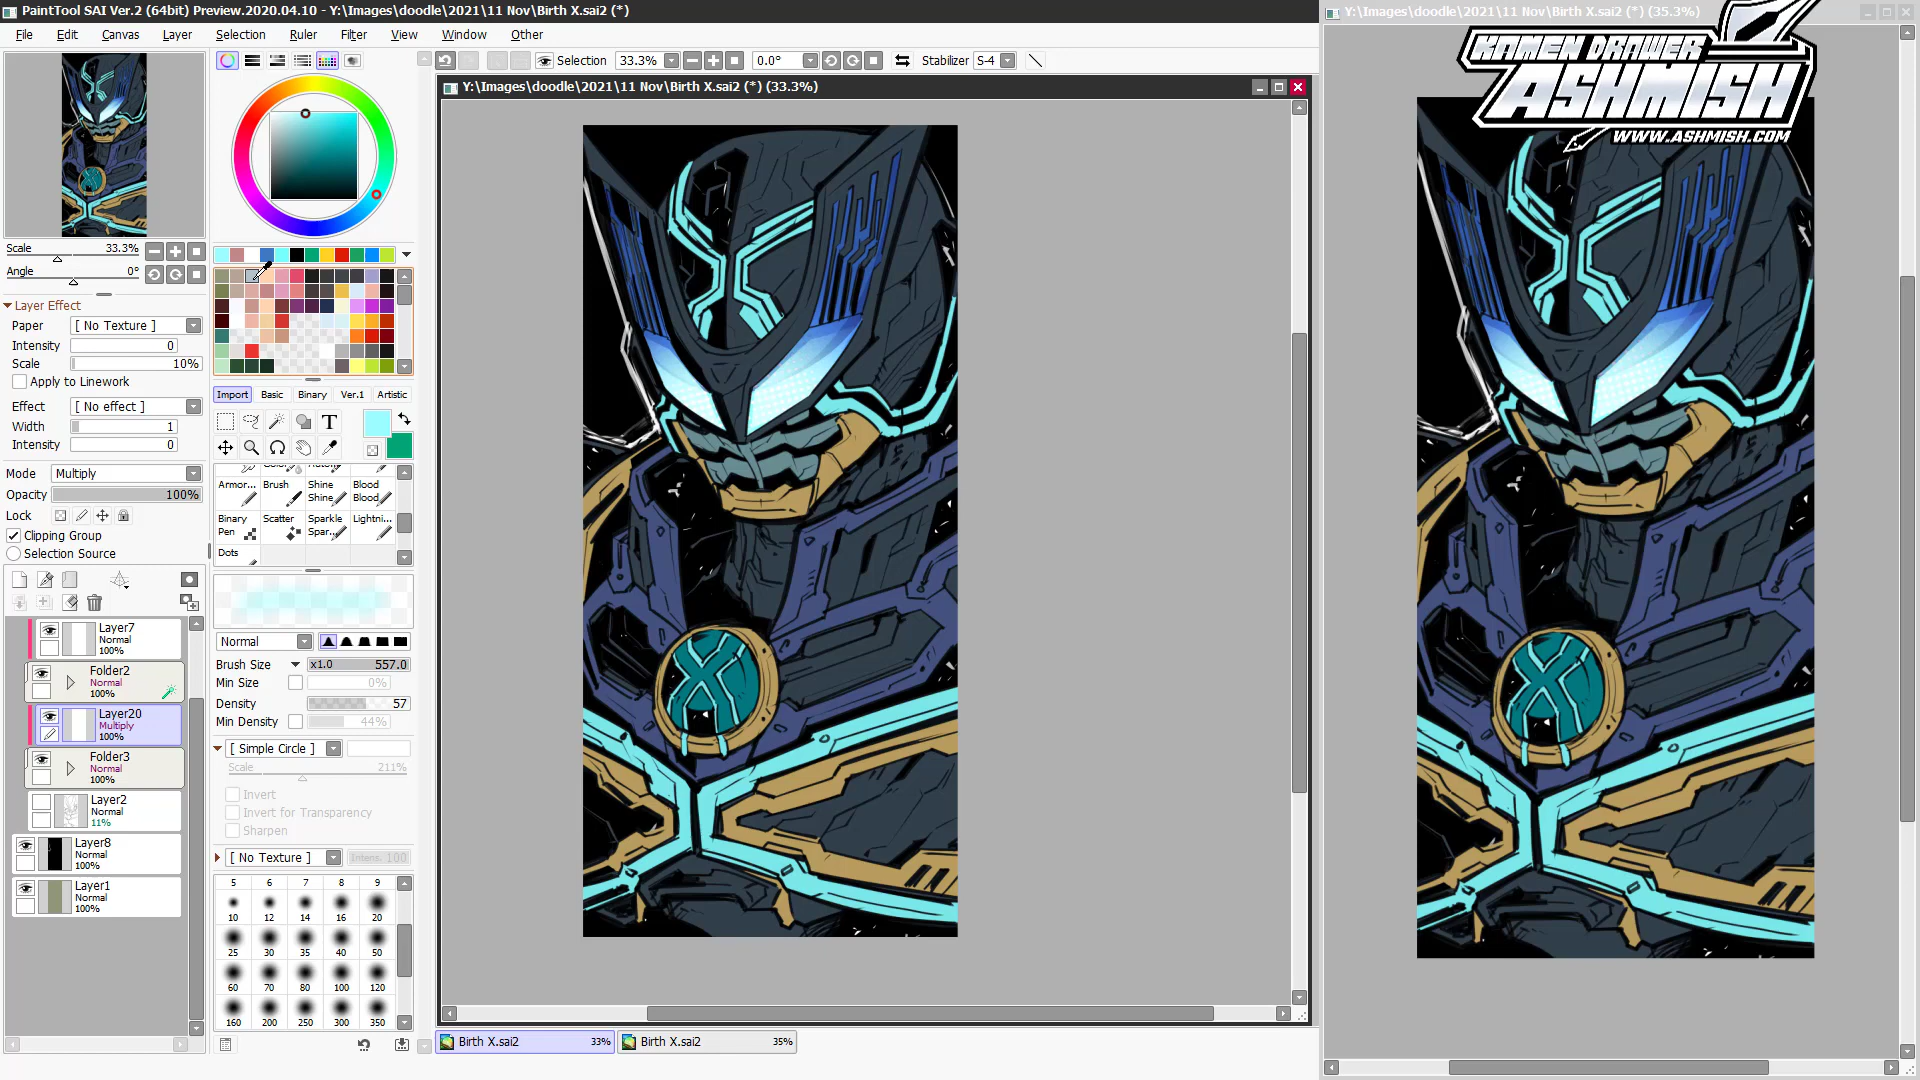 PaintTool SAI Ver.2 (64bit) Preview.2020.04.10 - Y:\Images\doodle\2021\11 Nov\Birth X.sai2 (*)
File Edit Canvas Layer Selection Ruler Filter View Window Other
Scale 33.3%
Angle 0°
Layer Effect
Paper [ No Texture ]
Intensity 0
Scale 10%
Apply to Linework
Effect [ No effect ]
Width 1
Intensity 0
Mode Multiply
Opacity 100%
Lock
Clipping Group
Selection Source
Layer7
Normal
100%
Folder2
Normal
100%
Layer20
Multiply
100%
Folder3
Normal
100%
Layer2
Normal
11%
Layer8
Normal
100%
Layer1
Normal
100%
Import Basic Binary Ver.1 Artistic
T
Armor... Brush Shine Shine Blood Blood
Binary Pen Scatter Sparkle Spar... Lightni...
Dots
Normal
Brush Size x1.0 557.0
Min Size 0%
Density 57
Min Density 44%
[ Simple Circle ]
Scale 211%
Invert
Invert for Transparency
Sharpen
[ No Texture ] Intens. 100
5 6 7 8 9
10 12 14 16 20
25 30 35 40 50
60 70 80 100 120
160 200 250 300 350
Selection 33.3% 0.0° Stabilizer S-4
Y:\Images\doodle\2021\11 Nov\Birth X.sai2 (*) (33.3%)
Birth X.sai2 33%
Birth X.sai2 35%
Y:\Images\doodle\2021\11 Nov\Birth X.sai2 (*) (35.3%)
KAMEN DRAWER
ASHMISH
WWW.ASHMISH.COM